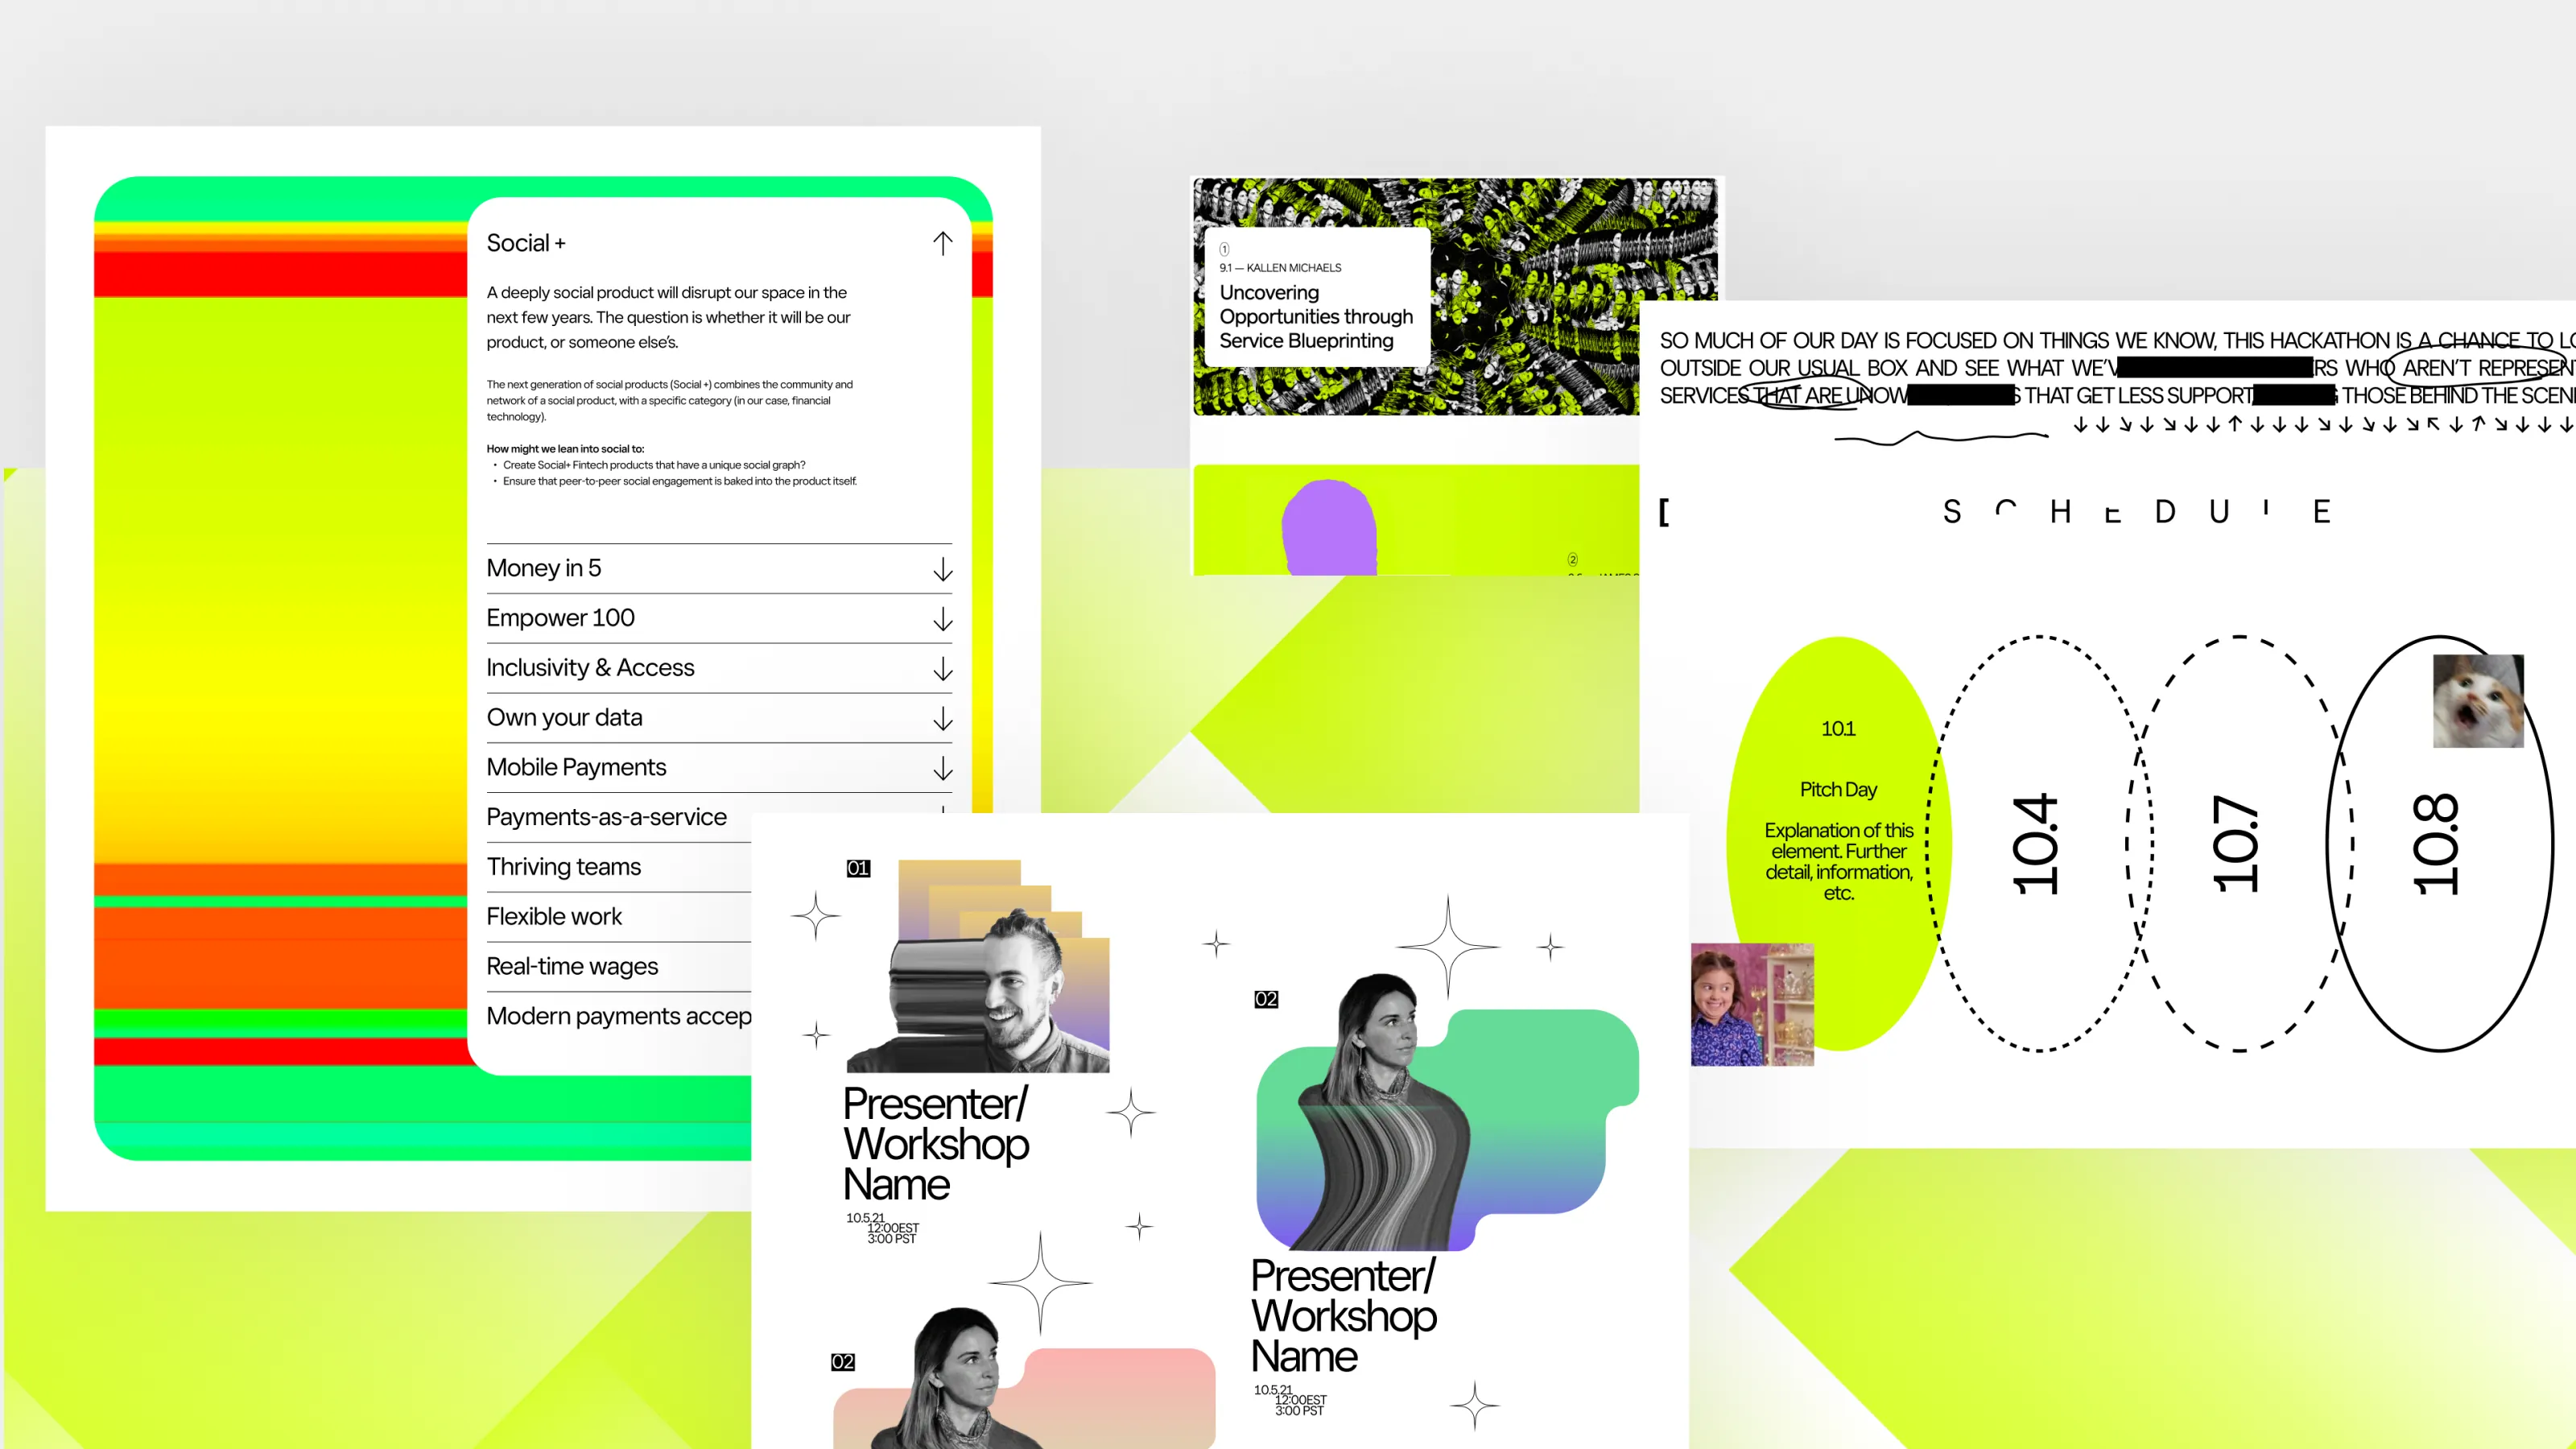 Social +
A deeply social product will disrupt our space in the
next few years. The question is whether it will be our
product, or someone else's.
The next generation of social products (Social +) combines the community and
network of a social product, with a specific category (in our case, financial
technology).
How might we lean into social to:
• Create Social+ Fintech products that have a unique social graph?
• Ensure that peer-to-peer social engagement is baked into the product itself.
Money in 5
Empower 100
Inclusivity & Access
Own your data
Mobile Payments
Payments-as-a-service
Thriving teams
Flexible work
Real-time wages
Modern payments accep
1
9.1 — KALLEN MICHAELS
Uncovering
Opportunities through
Service Blueprinting
2
SO MUCH OF OUR DAY IS FOCUSED ON THINGS WE KNOW, THIS HACKATHON IS A CHANCE TO LO
OUTSIDE OUR USUAL BOX AND SEE WHAT WE'V RS WHO AREN'T REPRESENT
SERVICES THAT ARE UNOW S THAT GET LESS SUPPORT, THOSE BEHIND THE SCEN
[
SCHEDULE
10.1
Pitch Day
Explanation of this
element. Further
detail, information,
etc.
10.4
10.7
10.8
01
Presenter/
Workshop
Name
10.5.21
12:00EST
3:00 PST
02
Presenter/
Workshop
Name
10.5.21
12:00EST
3:00 PST
02